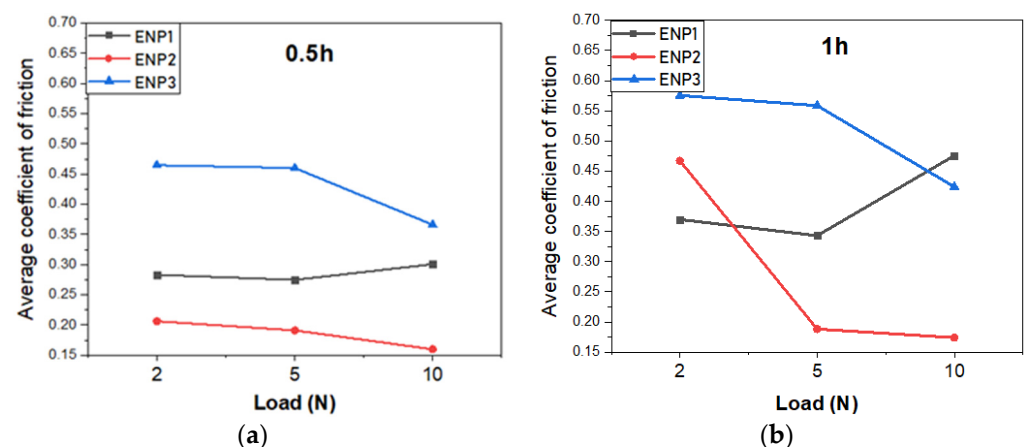 0.70
0.65
0.60
0.55
0.50
0.45
0.40
0.35
0.30
0.25
0.20
0.15
Average coefficient of friction
ENP1
ENP2
ENP3
0.5h
2
5
10
Load (N)
(a)
0.70
0.65
0.60
0.55
0.50
0.45
0.40
0.35
0.30
0.25
0.20
0.15
Average coefficient of friction
ENP1
ENP2
ENP3
1h
2
5
10
Load (N)
(b)